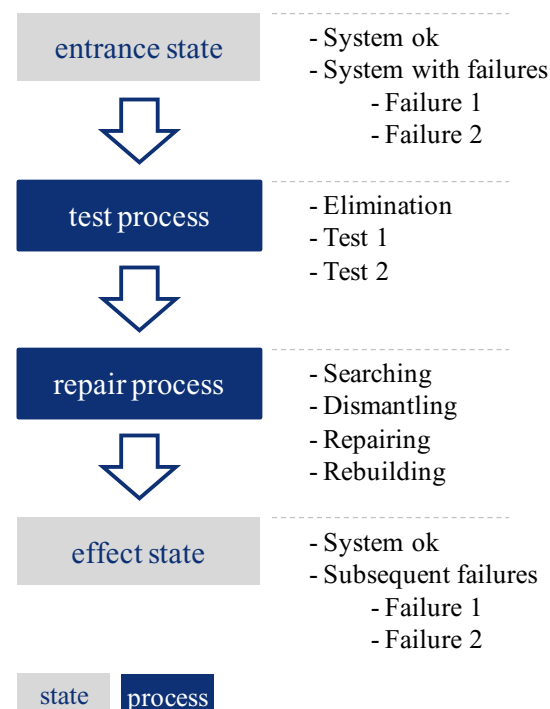 entrance state
- System ok
- System with failures
- Failure 1
- Failure 2
test process
- Elimination
- Test 1
- Test 2
repair process
- Searching
- Dismantling
- Repairing
- Rebuilding
effect state
- System ok
- Subsequent failures
- Failure 1
- Failure 2
state process